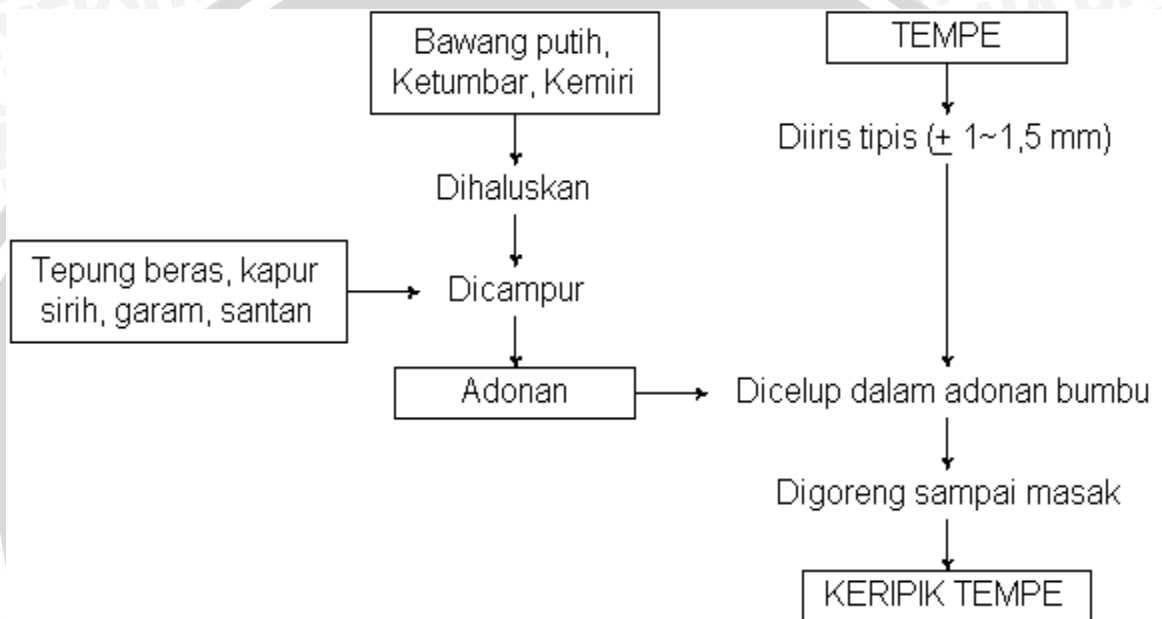 Bawang putih,
Ketumbar, Kemiri
TEMPE
Diiris tipis (± 1~1,5 mm)
Dihaluskan
Tepung beras, kapur
sirih, garam, santan
Dicampur
Adonan
Dicelup dalam adonan bumbu
Digoreng sampai masak
KERIPIK TEMPE